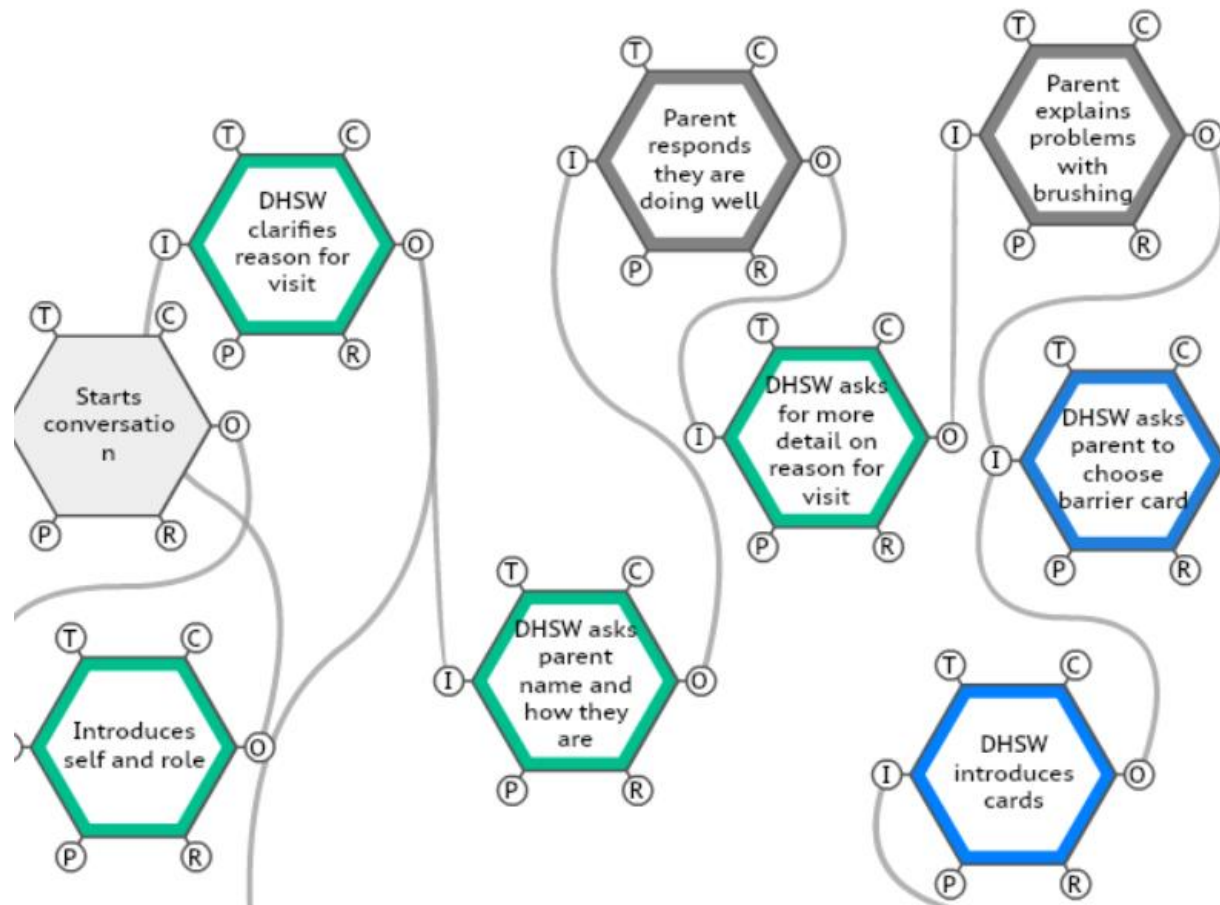 T
C
I
O
P
R
Starts
conversatio
n
T
C
I
O
P
R
DHSW
clarifies
reason for
visit
T
C
O
P
R
Introduces
self and role
T
C
I
O
P
R
DHSW asks
parent
name and
how they
are
T
C
I
O
P
R
Parent
responds
they are
doing well
T
C
I
O
P
R
DHSW asks
for more
detail on
reason for
visit
T
C
I
O
P
R
Parent
explains
problems
with
brushing
T
C
I
P
R
DHSW asks
parent to
choose
barrier card
T
C
I
O
P
R
DHSW
introduces
cards